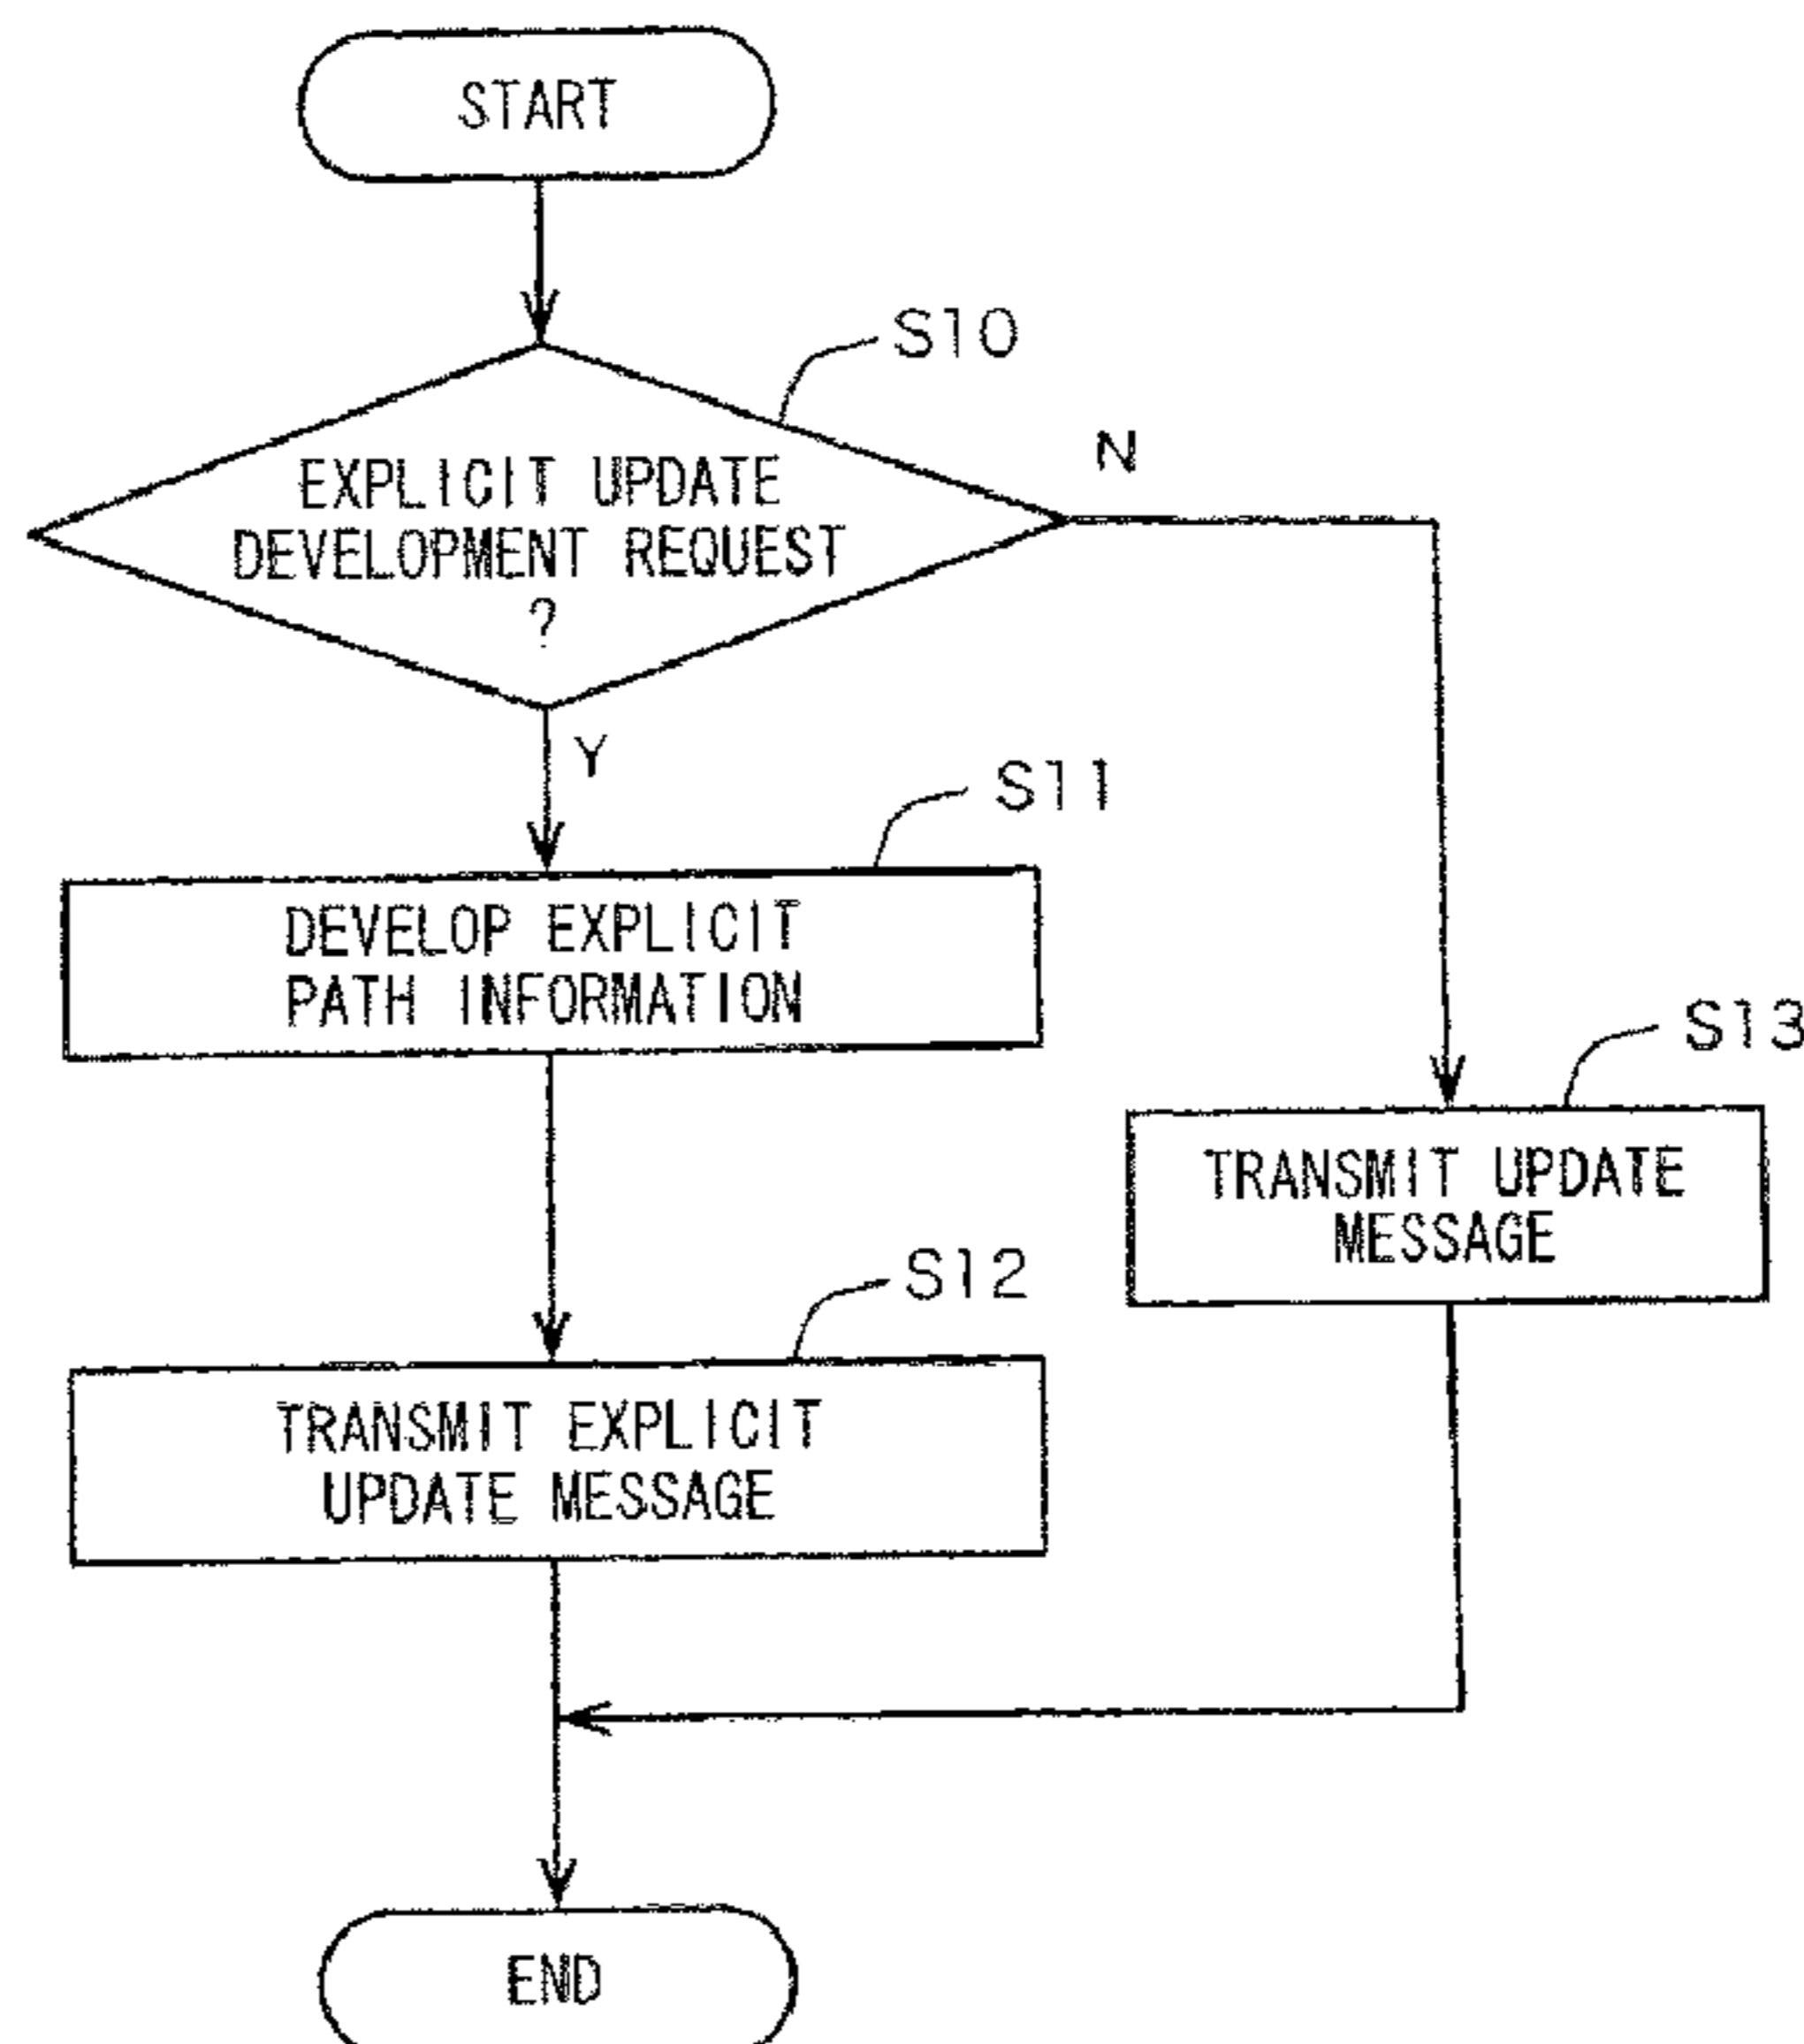 START
S10
N
EXPLICIT UPDATE
DEVELOPMENT REQUEST
?
Y
S11
DEVELOP EXPLICIT
PATH INFORMATION
S13
TRANSMIT UPDATE
MESSAGE
S12
TRANSMIT EXPLICIT
UPDATE MESSAGE
END